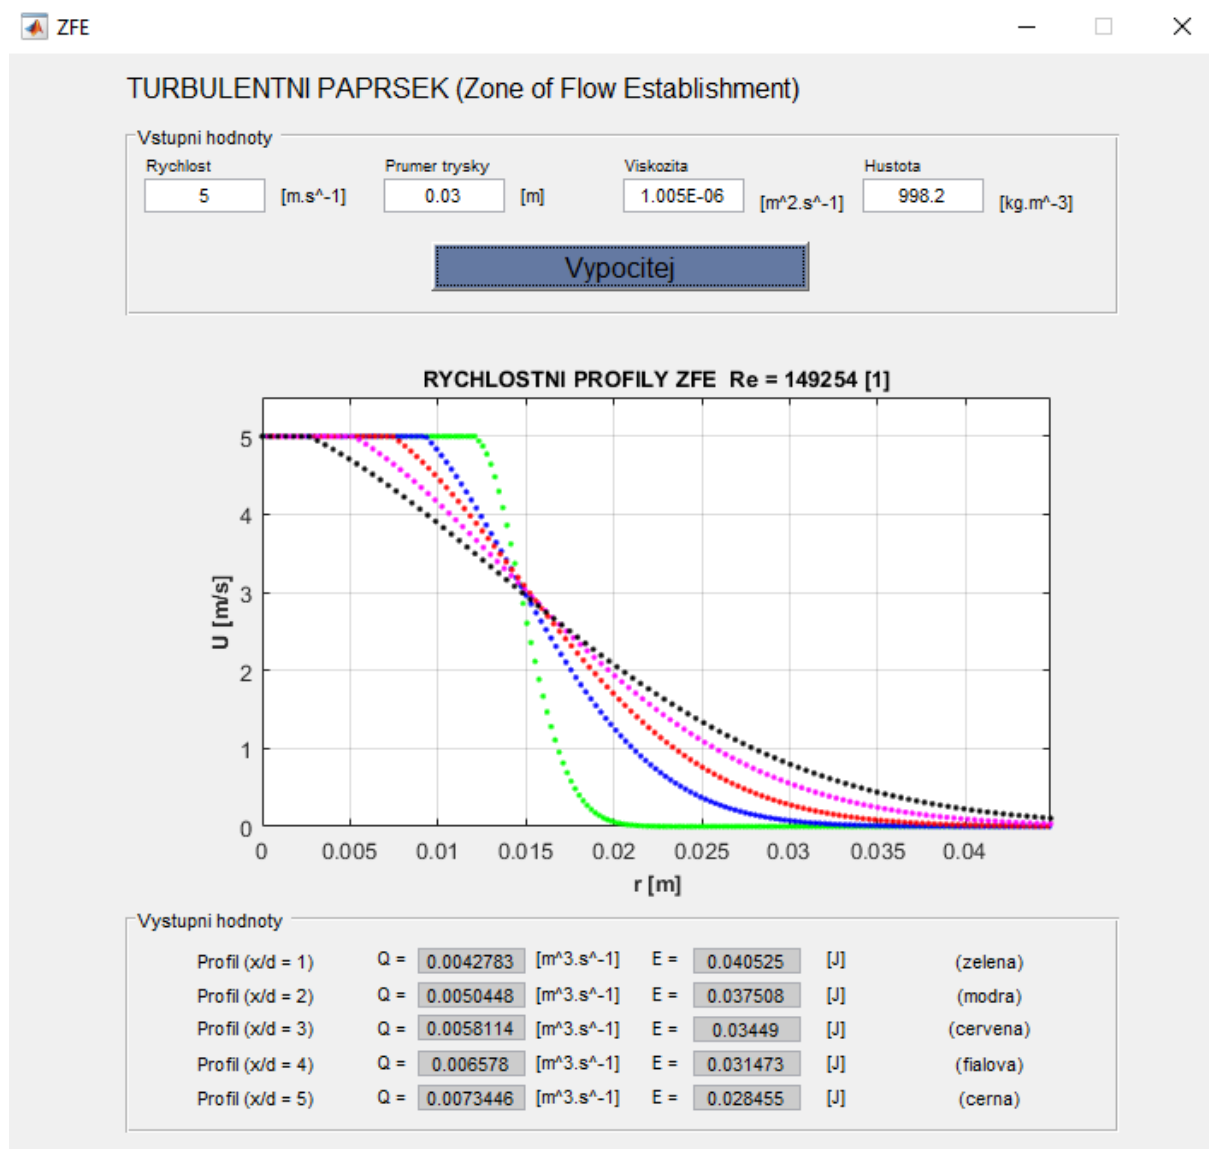 ZFE
TURBULENTNI PAPRSEK (Zone of Flow Establishment)
Vstupni hodnoty
Rychlost Prumer trysky Viskozita Hustota
5 [m.s^-1] 0.03 [m] 1.005E-06 [m^2.s^-1] 998.2 [kg.m^-3]
Vypocitej
RYCHLOSTNI PROFILY ZFE Re = 149254 [1]
5
4
3
2
1
0
U [m/s]
0 0.005 0.01 0.015 0.02 0.025 0.03 0.035 0.04
r [m]
Vystupni hodnoty
Profil (x/d = 1) Q = 0.0042783 [m^3.s^-1] E = 0.040525 [J] (zelena)
Profil (x/d = 2) Q = 0.0050448 [m^3.s^-1] E = 0.037508 [J] (modra)
Profil (x/d = 3) Q = 0.0058114 [m^3.s^-1] E = 0.03449 [J] (cervena)
Profil (x/d = 4) Q = 0.006578 [m^3.s^-1] E = 0.031473 [J] (fialova)
Profil (x/d = 5) Q = 0.0073446 [m^3.s^-1] E = 0.028455 [J] (cerna)